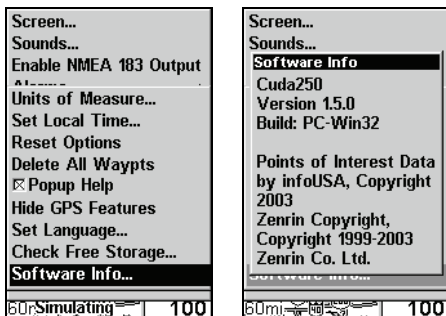 Screen...
Sounds...
Enable NMEA 183 Output
Units of Measure...
Set Local Time...
Reset Options
Delete All Waypts
Popup Help
Hide GPS Features
Set Language...
Check Free Storage...
Software Info...
Simulating
100
Screen...
Sounds...
Software Info
Cuda250
Version 1.5.0
Build: PC-Win32
Points of Interest Data
by infoUSA, Copyright
2003
Zenrin Copyright,
Copyright 1999-2003
Zenrin Co. Ltd.
Software Info...
60mi
100